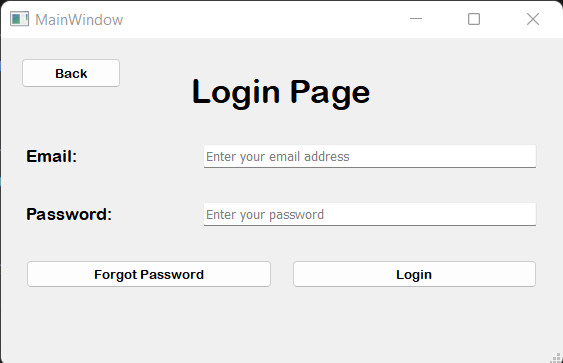 MainWindow
Back
Login Page
Email:
Enter your email address
Password:
Enter your password
Forgot Password
Login